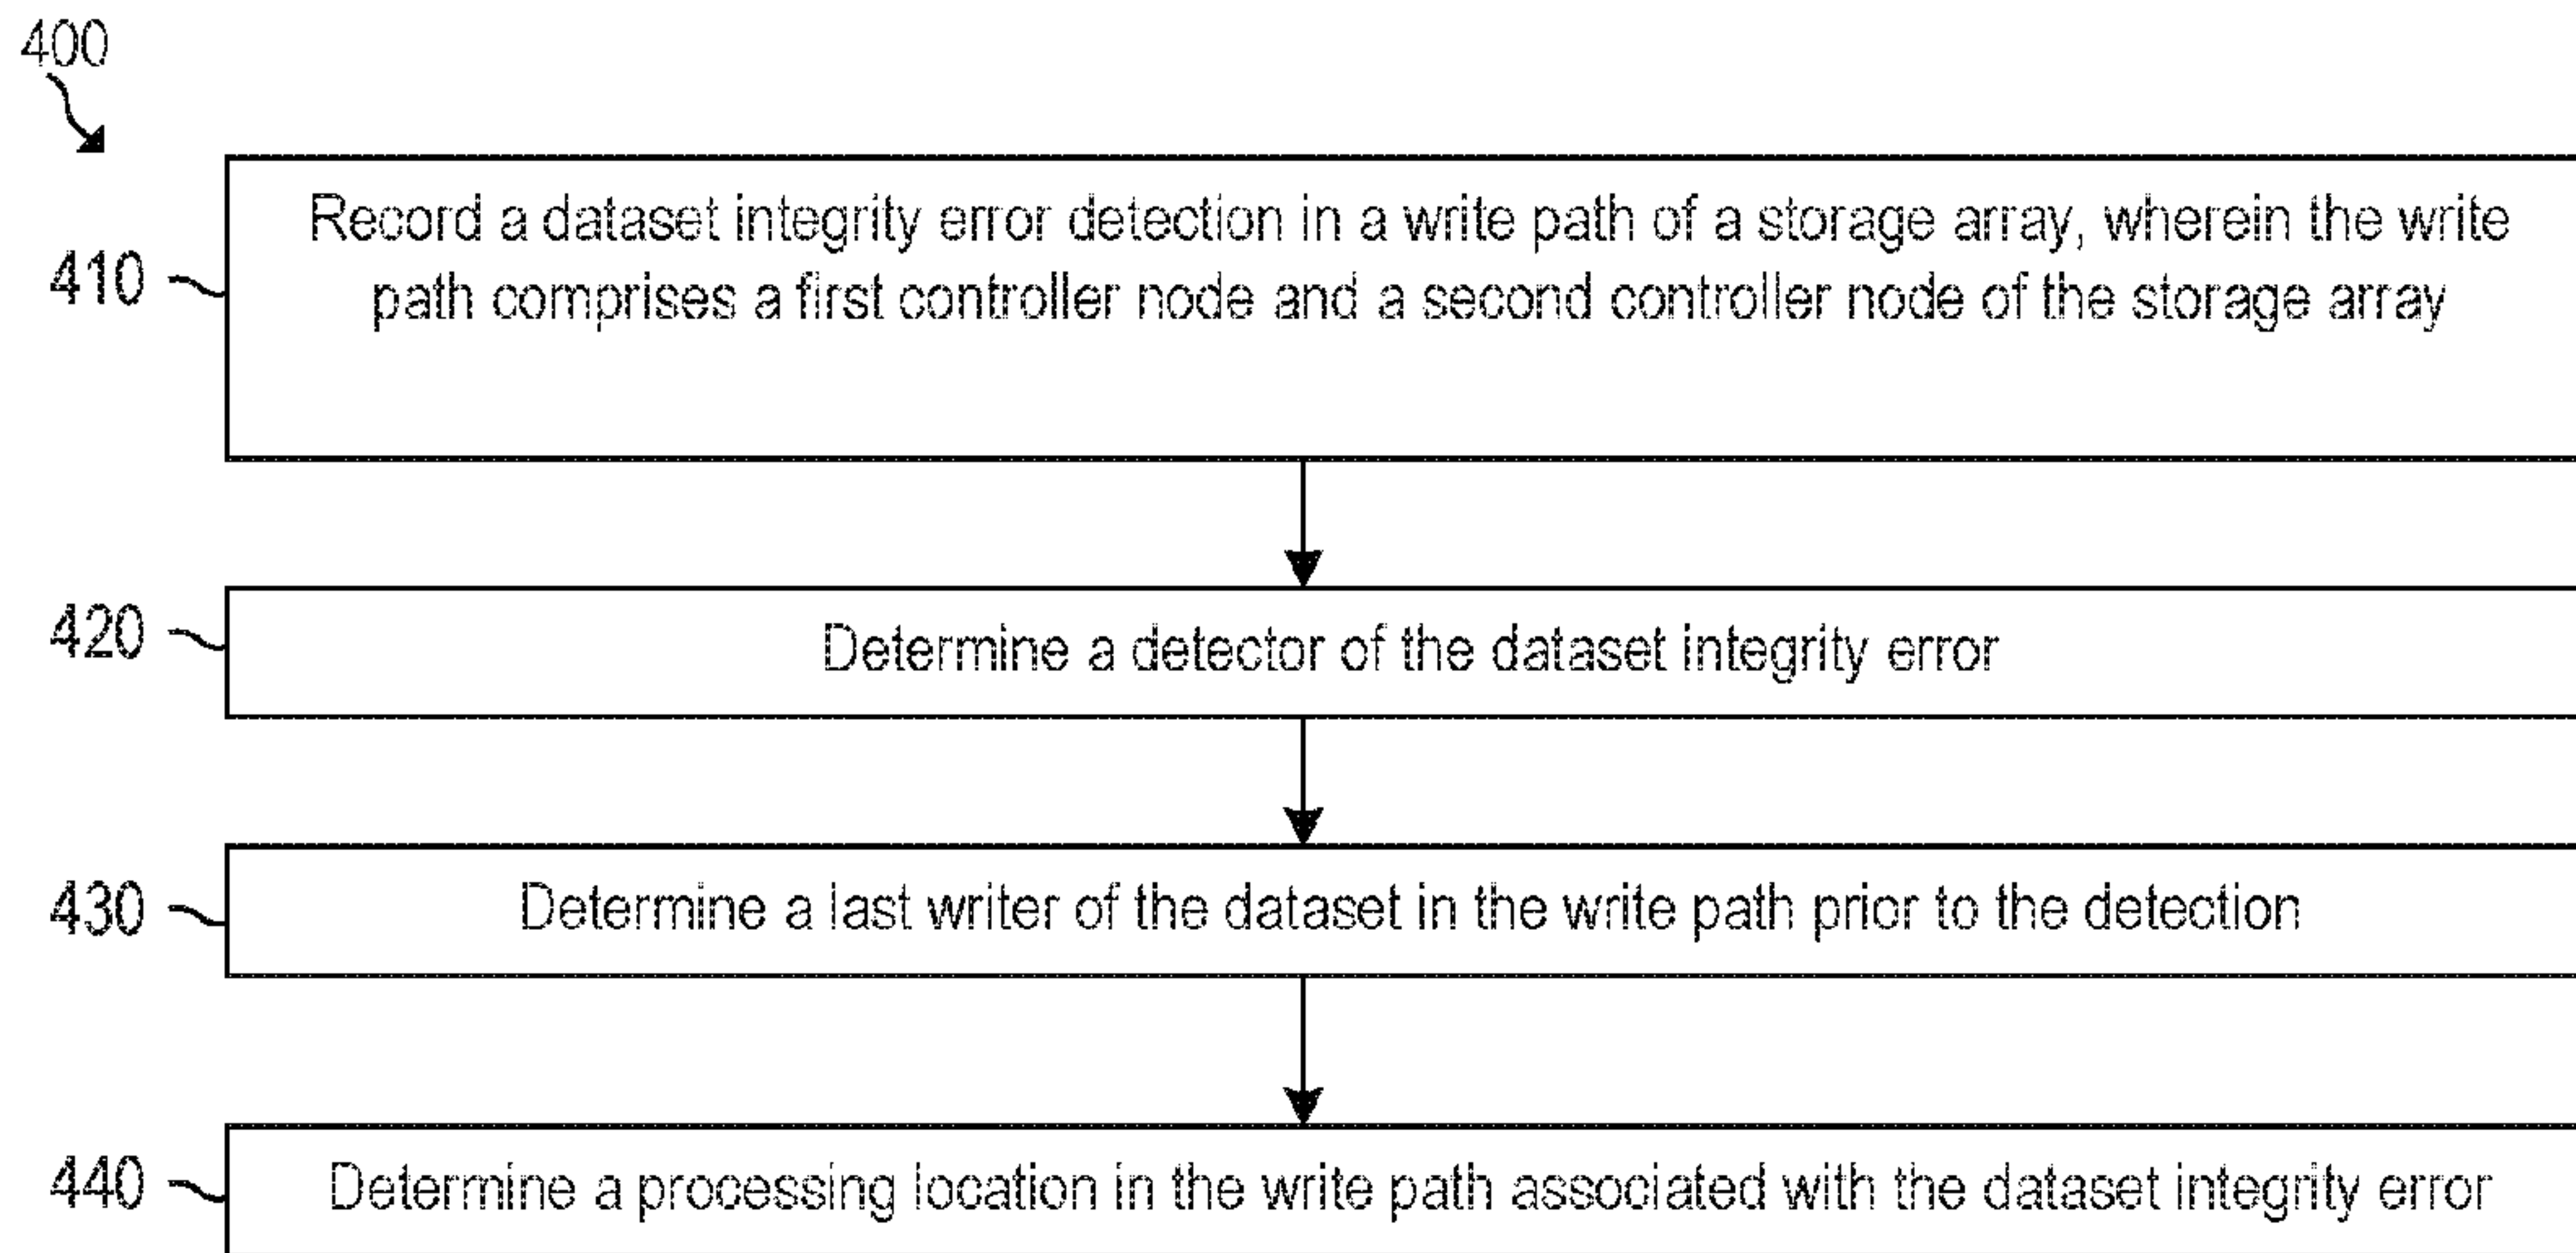 400
410
Record a dataset integrity error detection in a write path of a storage array, wherein the write
path comprises a first controller node and a second controller node of the storage array
420
Determine a detector of the dataset integrity error
430
Determine a last writer of the dataset in the write path prior to the detection
440
Determine a processing location in the write path associated with the dataset integrity error